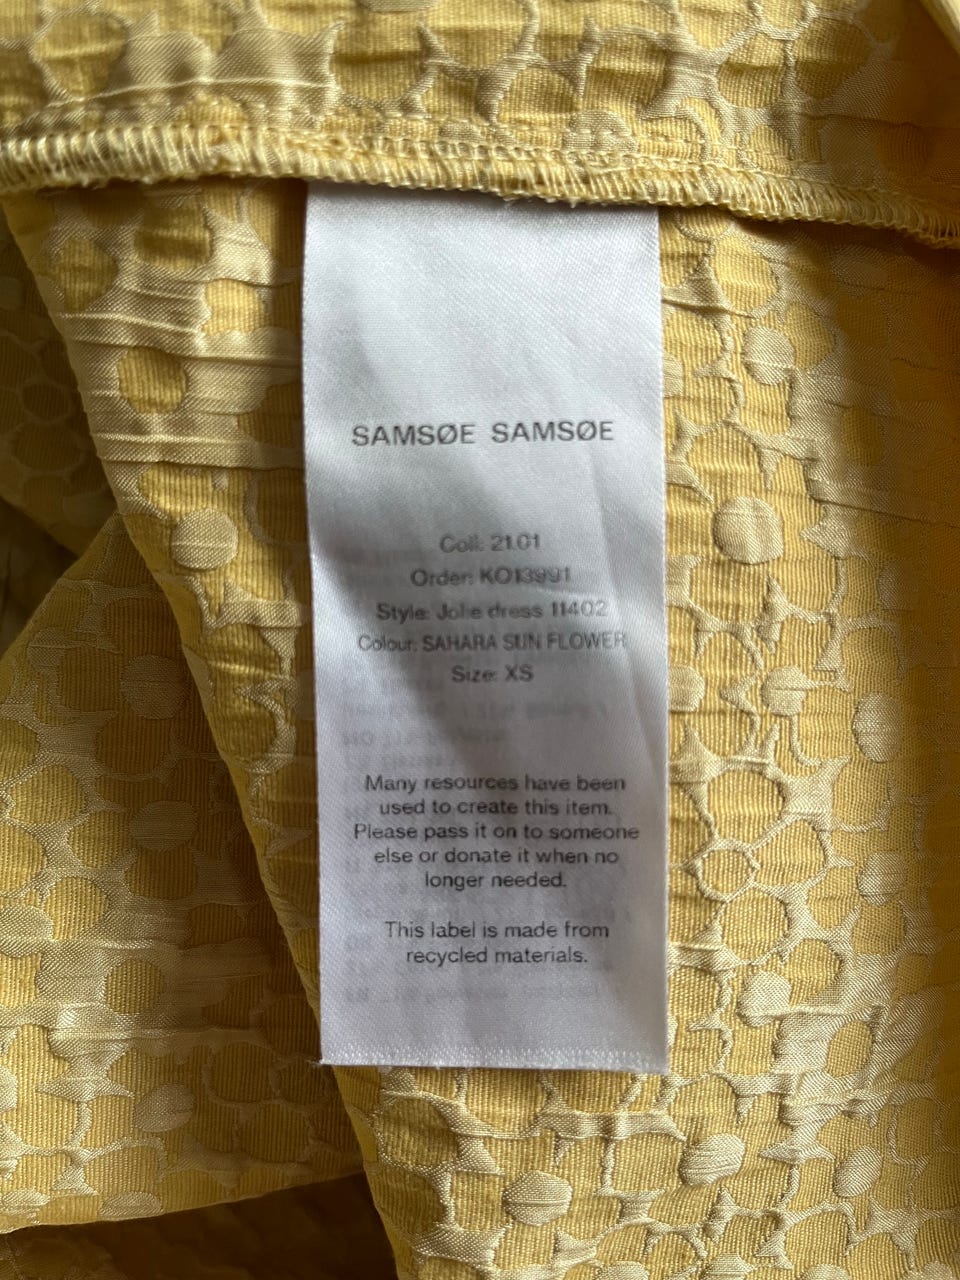 SAMSØE SAMSØE
Coll: 21.01
Order: KO13991
Style: Jolie dress 11402
Colour: SAHARA SUN FLOWER
Size: XS
Many resources have been
used to create this item.
Please pass it on to someone
else or donate it when no
longer needed.
This label is made from
recycled materials.